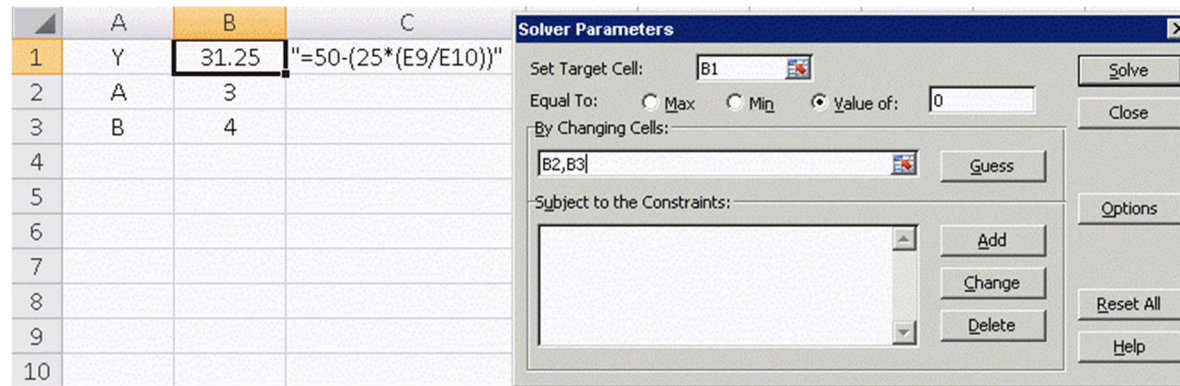 A B C
1 Y 31.25 "=50-(25*(E9/E10))"
2 A 3
3 B 4
4
5
6
7
8
9
10
Solver Parameters X
Set Target Cell: B1 Solve
Equal To: Max Min Value of: 0 Close
By Changing Cells:
B2,B3 Guess
Subject to the Constraints: Options
Add
Change
Reset All
Delete
Help